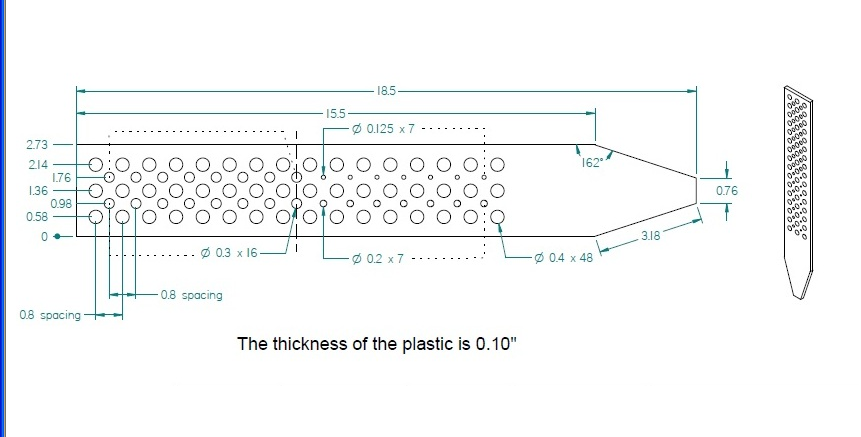 18.5
15.5
Ø 0.125 x 7
2.73
2.14
1.76
1.36
0.98
0.58
0
162°
0.76
3.18
Ø 0.3 x 16
Ø 0.2 x 7
Ø 0.4 x 48
0.8 spacing
0.8 spacing
The thickness of the plastic is 0.10"